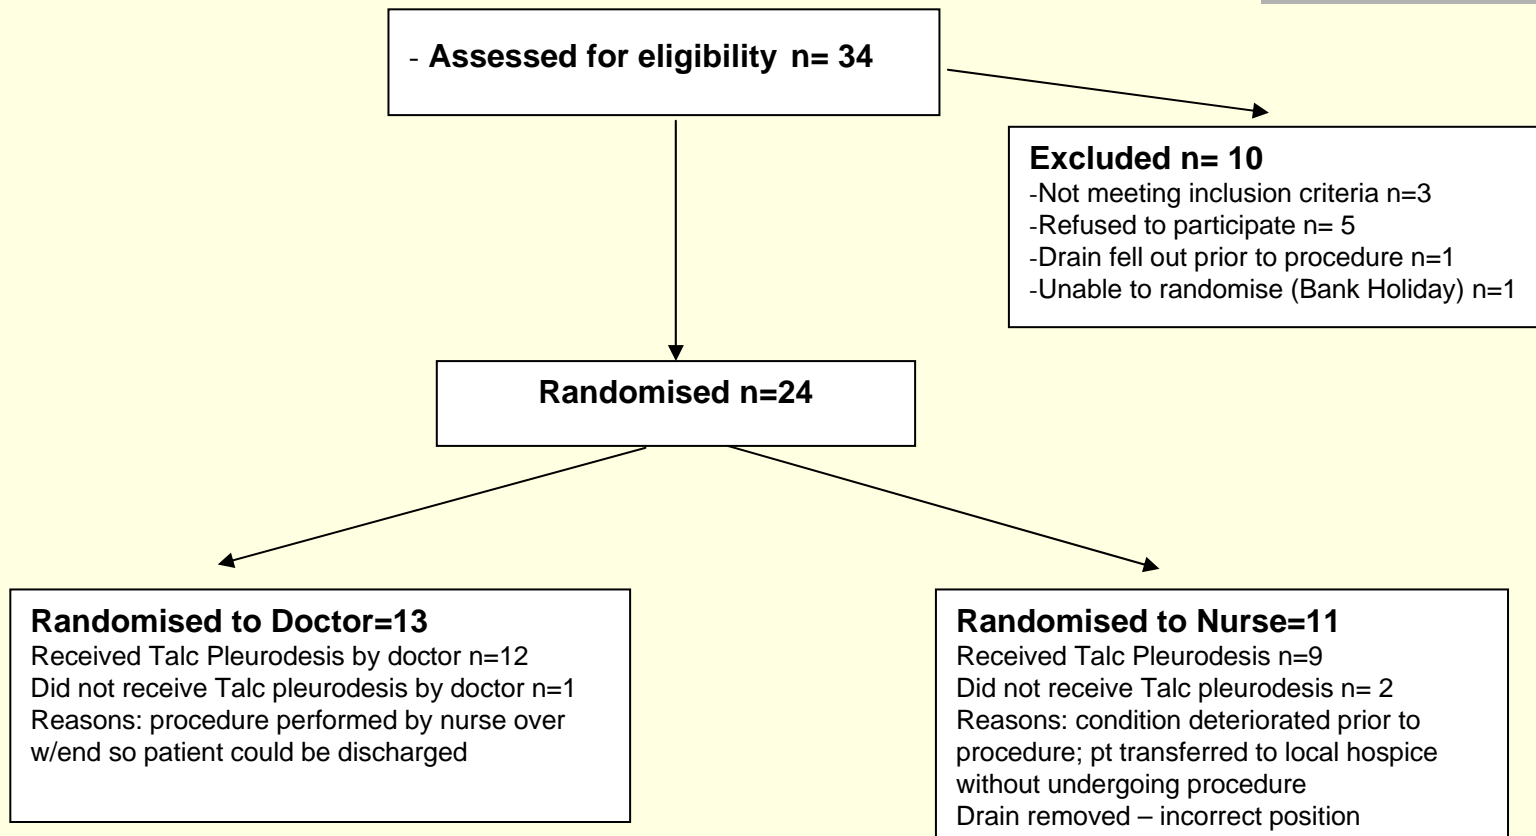 - Assessed for eligibility n= 34
Excluded n= 10
-Not meeting inclusion criteria n=3
-Refused to participate n= 5
-Drain fell out prior to procedure n=1
-Unable to randomise (Bank Holiday) n=1
Randomised n=24
Randomised to Doctor=13
Received Talc Pleurodesis by doctor n=12
Did not receive Talc pleurodesis by doctor n=1
Reasons: procedure performed by nurse over
w/end so patient could be discharged
Randomised to Nurse=11
Received Talc Pleurodesis n=9
Did not receive Talc pleurodesis n= 2
Reasons: condition deteriorated prior to
procedure; pt transferred to local hospice
without undergoing procedure
Drain removed – incorrect position